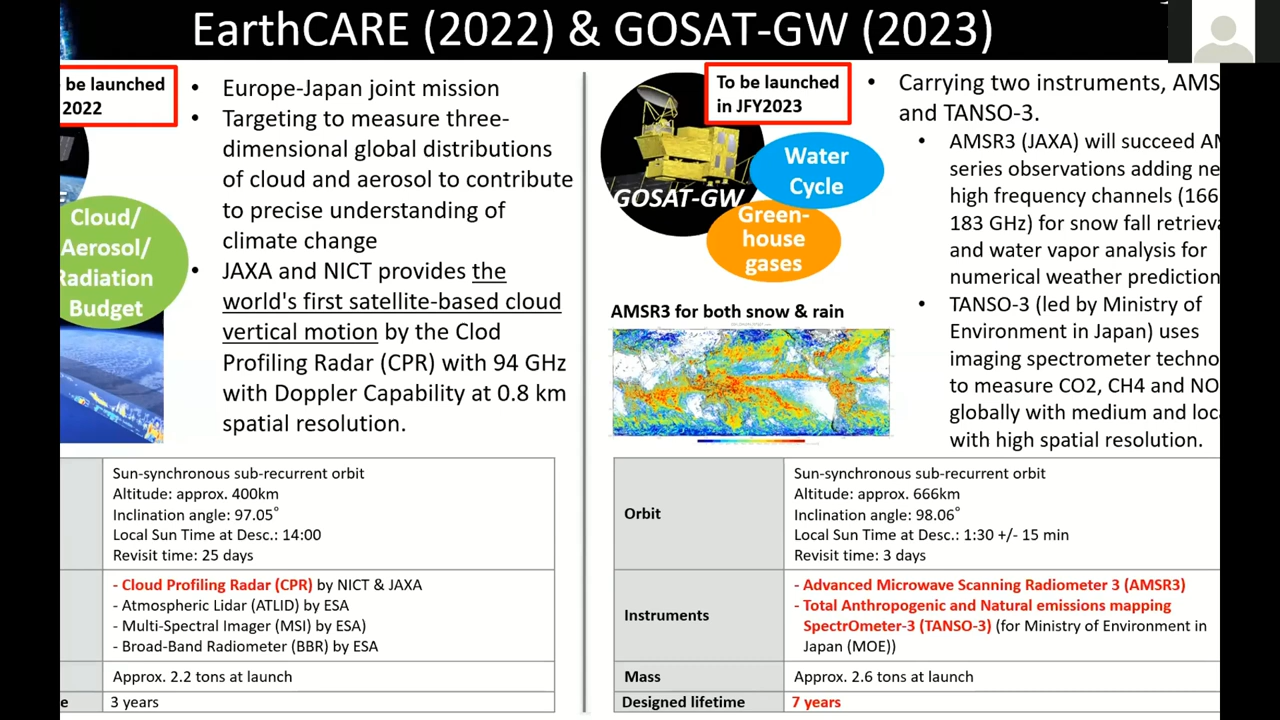 EarthCARE (2022) & GOSAT-GW (2023)
be launched
2022
Cloud/
Aerosol/
Radiation
Budget
• Europe-Japan joint mission
• Targeting to measure three-
dimensional global distributions
of cloud and aerosol to contribute
to precise understanding of
climate change
• JAXA and NICT provides the
world's first satellite-based cloud
vertical motion by the Clod
Profiling Radar (CPR) with 94 GHz
with Doppler Capability at 0.8 km
spatial resolution.
Sun-synchronous sub-recurrent orbit
Altitude: approx. 400km
Inclination angle: 97.05°
Local Sun Time at Desc.: 14:00
Revisit time: 25 days
- Cloud Profiling Radar (CPR) by NICT & JAXA
- Atmospheric Lidar (ATLID) by ESA
- Multi-Spectral Imager (MSI) by ESA)
- Broad-Band Radiometer (BBR) by ESA
Approx. 2.2 tons at launch
3 years
To be launched
in JFY2023
GOSAT-GW
Water
Cycle
Green-
house
gases
AMSR3 for both snow & rain
• Carrying two instruments, AMS
and TANSO-3.
• AMSR3 (JAXA) will succeed AM
series observations adding ne
high frequency channels (166
183 GHz) for snow fall retrieva
and water vapor analysis for
numerical weather prediction
• TANSO-3 (led by Ministry of
Environment in Japan) uses
imaging spectrometer techno
to measure CO2, CH4 and NO
globally with medium and loca
with high spatial resolution.
Orbit
Sun-synchronous sub-recurrent orbit
Altitude: approx. 666km
Inclination angle: 98.06°
Local Sun Time at Desc.: 1:30 +/- 15 min
Revisit time: 3 days
Instruments
- Advanced Microwave Scanning Radiometer 3 (AMSR3)
- Total Anthropogenic and Natural emissions mapping
SpectrOmeter-3 (TANSO-3) (for Ministry of Environment in
Japan (MOE))
Mass
Approx. 2.6 tons at launch
Designed lifetime
7 years